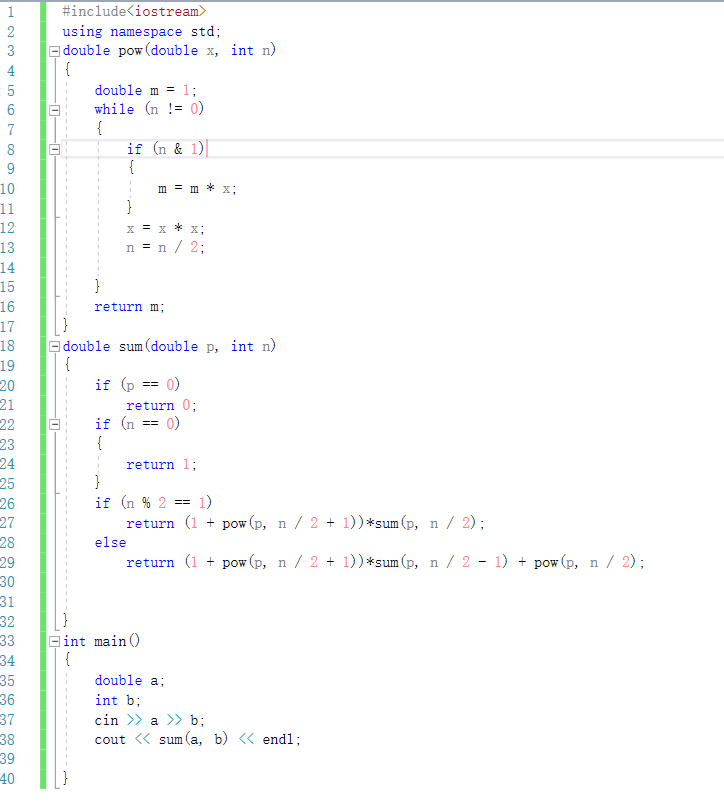 1 #include<iostream>
2 using namespace std;
3 double pow(double x, int n)
4 {
5 double m = 1;
6 while (n != 0)
7 {
8 if (n & 1)
9 {
10 m = m * x;
11 }
12 x = x * x;
13 n = n / 2;
14
15 }
16 return m;
17 }
18 double sum(double p, int n)
19 {
20 if (p == 0)
21 return 0;
22 if (n == 0)
23 {
24 return 1;
25 }
26 if (n % 2 == 1)
27 return (1 + pow(p, n / 2 + 1))*sum(p, n / 2);
28 else
29 return (1 + pow(p, n / 2 + 1))*sum(p, n / 2 - 1) + pow(p, n / 2);
30
31
32 }
33 int main()
34 {
35 double a;
36 int b;
37 cin >> a >> b;
38 cout << sum(a, b) << endl;
39
40 }